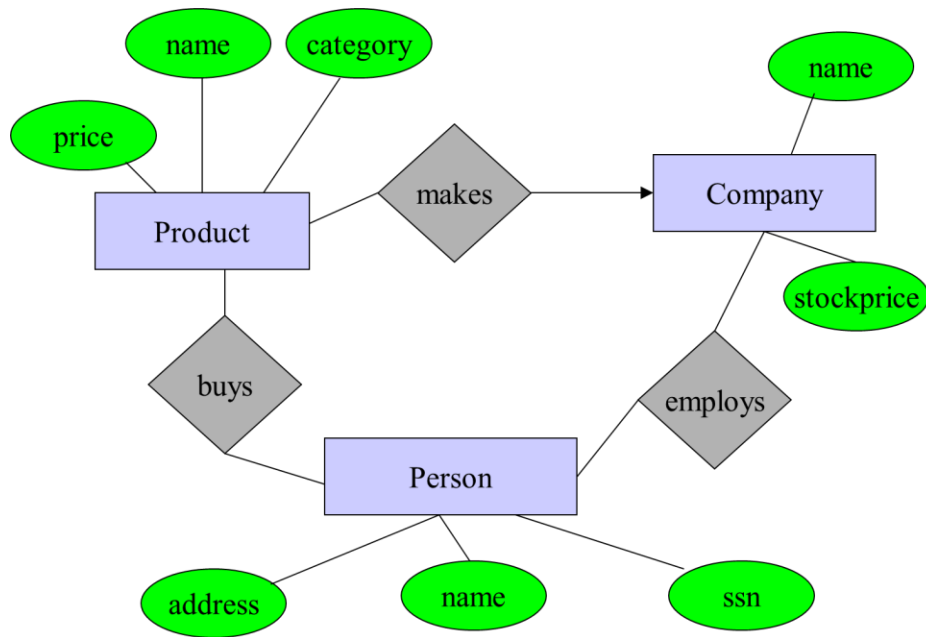 name
category
name
price
makes
Company
Product
stockprice
buys
employs
Person
address
name
ssn